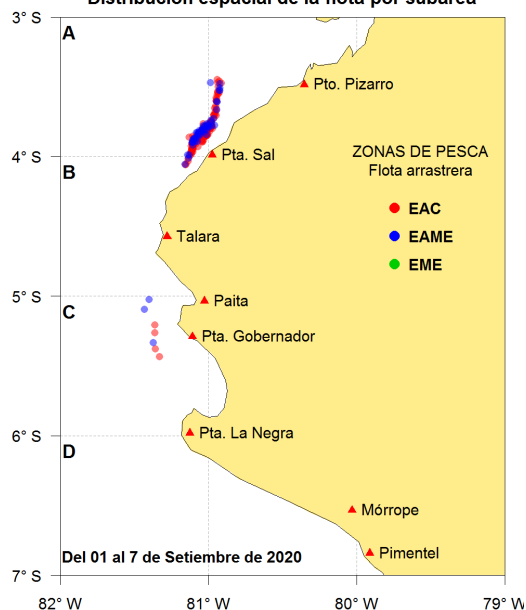 Distribución espacial de la flota por subárea
3° S
A
Pto. Pizarro
4° S
Pta. Sal
ZONAS DE PESCA
B
Flota arrastrera
EAC
Talara
EAME
EME
5° S
Paita
C
Pta. Gobernador
6° S
Pta. La Negra
D
Mórrope
Del 01 al 7 de Setiembre de 2020
Pimentel
7° S
82° W 81° W 80° W 79° W